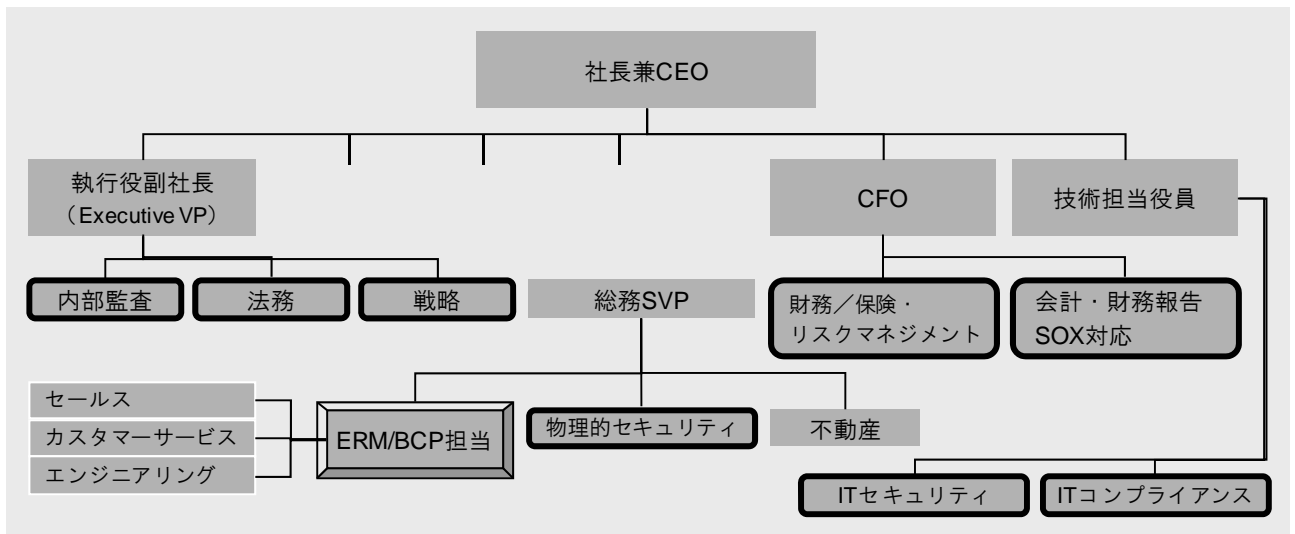 社長兼CEO
執行役副社長
（Executive VP）
CFO
技術担当役員
内部監査
法務
戦略
総務SVP
財務／保険・
リスクマネジメント
会計・財務報告
SOX対応
セールス
カスタマーサービス
エンジニアリング
ERM/BCP担当
物理的セキュリティ
不動産
ITセキュリティ
ITコンプライアンス